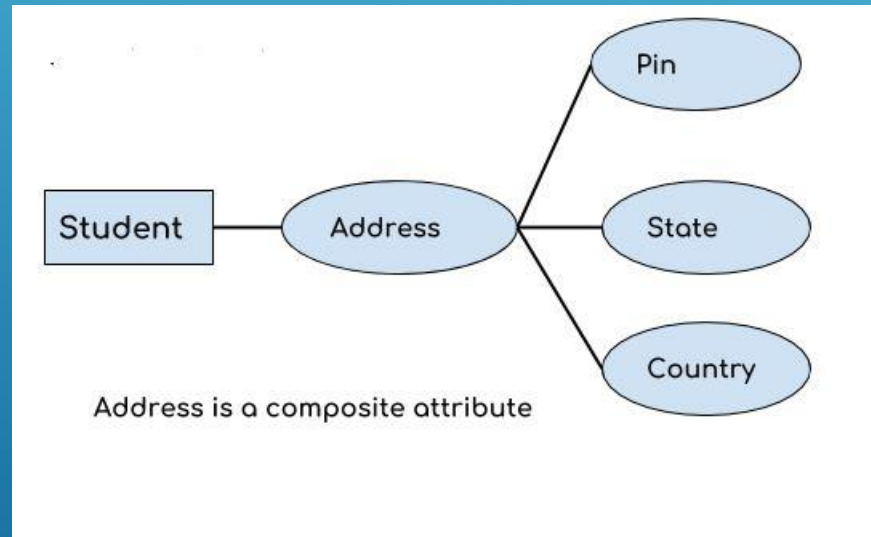 Pin
Student
Address
State
Country
Address is a composite attribute